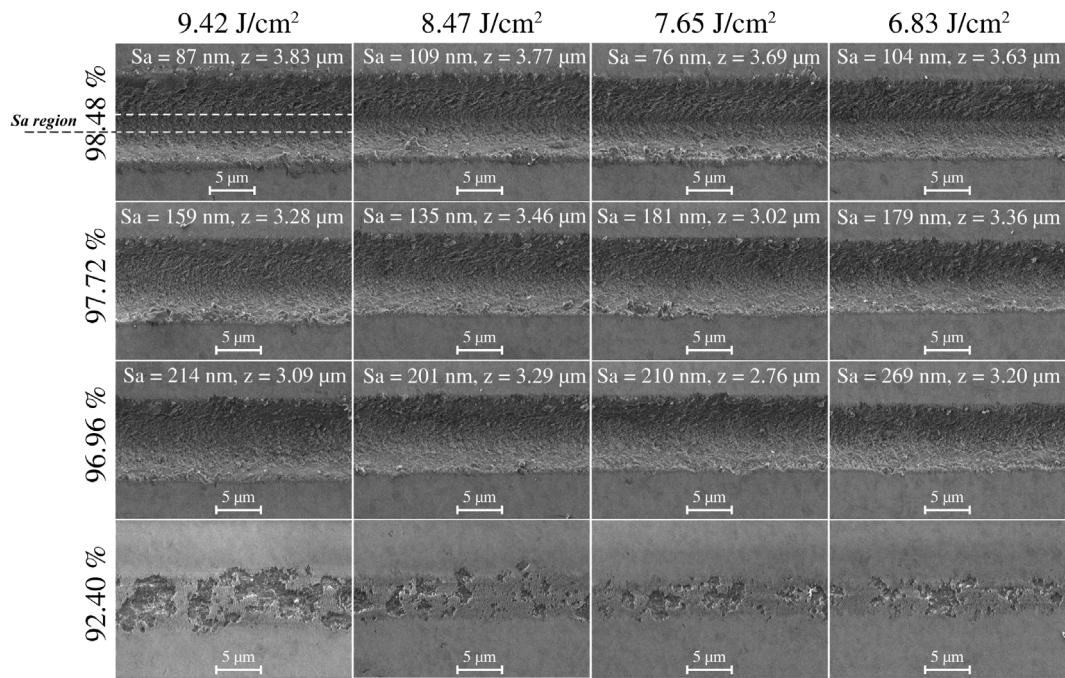 9.42 J/cm² 8.47 J/cm² 7.65 J/cm² 6.83 J/cm²
98.48 %
Sa region
Sa = 87 nm, z = 3.83 μm
Sa = 109 nm, z = 3.77 μm
Sa = 76 nm, z = 3.69 μm
Sa = 104 nm, z = 3.63 μm
5 μm
5 μm
5 μm
5 μm
97.72 %
Sa = 159 nm, z = 3.28 μm
Sa = 135 nm, z = 3.46 μm
Sa = 181 nm, z = 3.02 μm
Sa = 179 nm, z = 3.36 μm
5 μm
5 μm
5 μm
5 μm
96.96 %
Sa = 214 nm, z = 3.09 μm
Sa = 201 nm, z = 3.29 μm
Sa = 210 nm, z = 2.76 μm
Sa = 269 nm, z = 3.20 μm
5 μm
5 μm
5 μm
5 μm
92.40 %
5 μm
5 μm
5 μm
5 μm